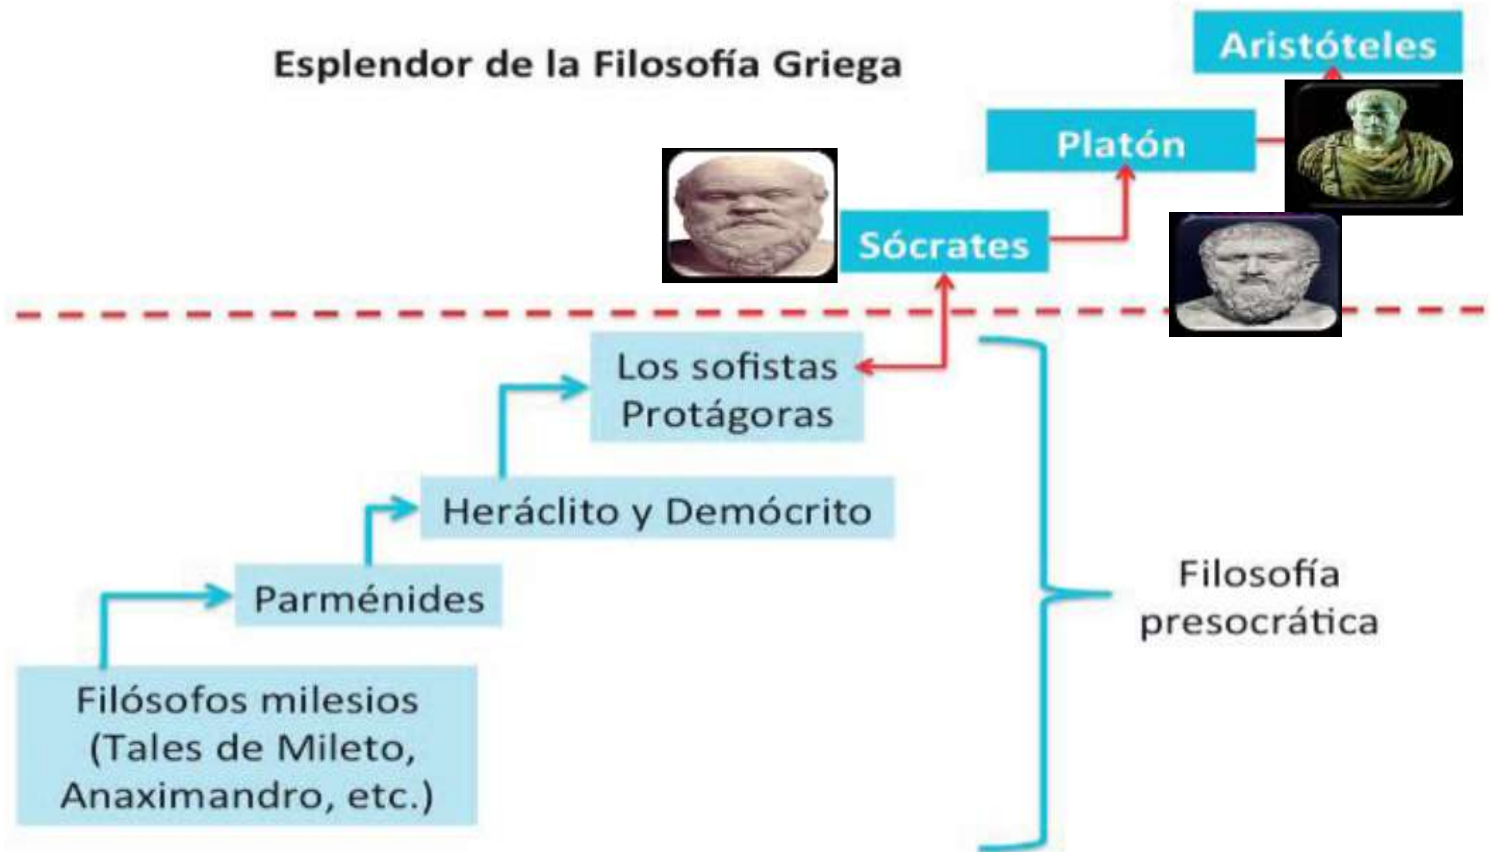 Esplendor de la Filosofía Griega
Aristóteles
Platón
Sócrates
Los sofistas
Protágoras
Heráclito y Demócrito
Parménides
Filósofos milesios
(Tales de Mileto,
Anaximandro, etc.)
Filosofía
presocrática